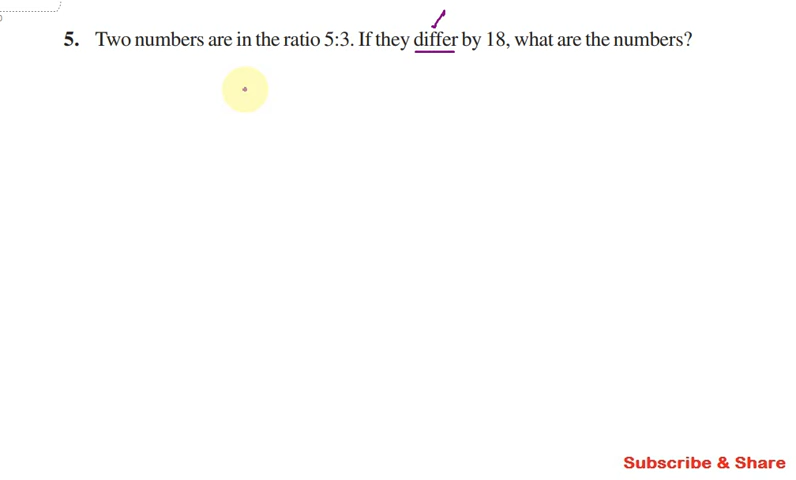 5. Two numbers are in the ratio 5:3. If they differ by 18, what are the numbers?
Subscribe & Share